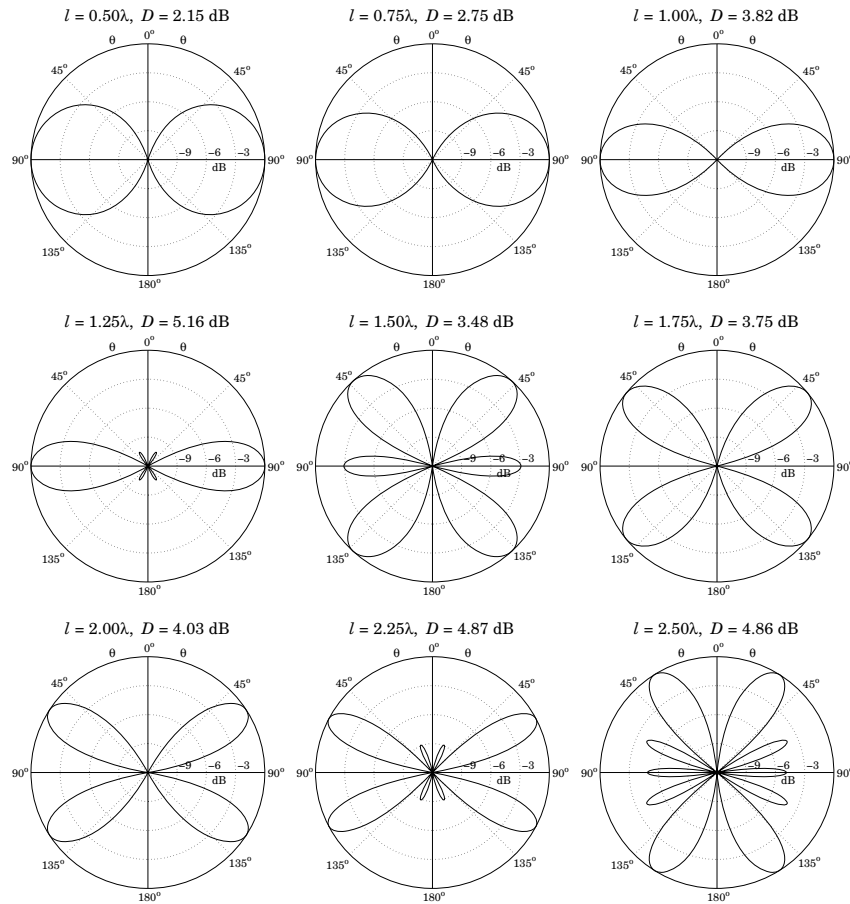 l = 0.50λ, D = 2.15 dB
l = 0.75λ, D = 2.75 dB
l = 1.00λ, D = 3.82 dB
θ 0° θ
θ 0° θ
θ 0° θ
45° 45°
45° 45°
45° 45°
90° −9 −6 −3 90°
90° −9 −6 −3 90°
90° −9 −6 −3 90°
dB
dB
dB
135° 135°
135° 135°
135° 135°
180°
180°
180°
l = 1.25λ, D = 5.16 dB
l = 1.50λ, D = 3.48 dB
l = 1.75λ, D = 3.75 dB
θ 0° θ
θ 0° θ
θ 0° θ
45° 45°
45° 45°
45° 45°
90° −9 −6 −3 90°
90° −9 −6 −3 90°
90° −9 −6 −3 90°
dB
dB
dB
135° 135°
135° 135°
135° 135°
180°
180°
180°
l = 2.00λ, D = 4.03 dB
l = 2.25λ, D = 4.87 dB
l = 2.50λ, D = 4.86 dB
θ 0° θ
θ 0° θ
θ 0° θ
45° 45°
45° 45°
45° 45°
90° −9 −6 −3 90°
90° −9 −6 −3 90°
90° −9 −6 −3 90°
dB
dB
dB
135° 135°
135° 135°
135° 135°
180°
180°
180°